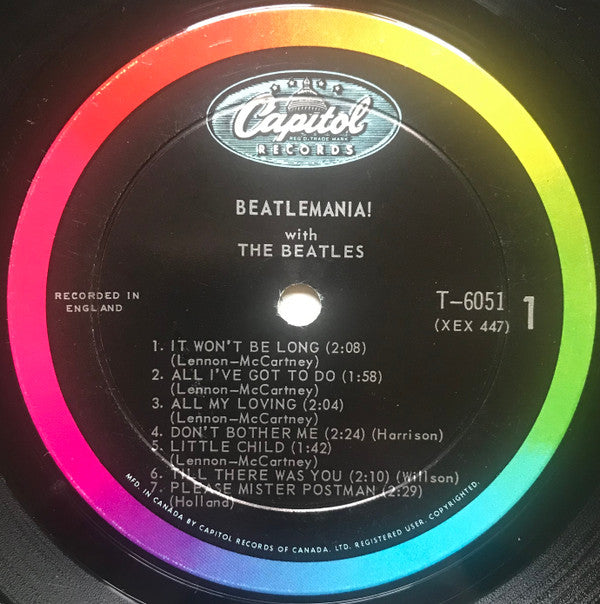 Capitol
REG'D. TRADE MARK
RECORDS
BEATLEMANIA!
with
THE BEATLES
RECORDED IN
ENGLAND
T-6051
(XEX 447)
1
1. IT WON'T BE LONG (2:08)
(Lennon-McCartney)
2. ALL I'VE GOT TO DO (1:58)
(Lennon-McCartney)
3. ALL MY LOVING (2:04)
(Lennon-McCartney)
4. DON'T BOTHER ME (2:24) (Harrison)
5. LITTLE CHILD (1:42)
(Lennon-McCartney)
6. TILL THERE WAS YOU (2:10) (Willson)
7. PLEASE MISTER POSTMAN (2:29)
(Holland)
MFD. IN CANADA BY CAPITOL RECORDS OF CANADA, LTD. REGISTERED USER. COPYRIGHTED.